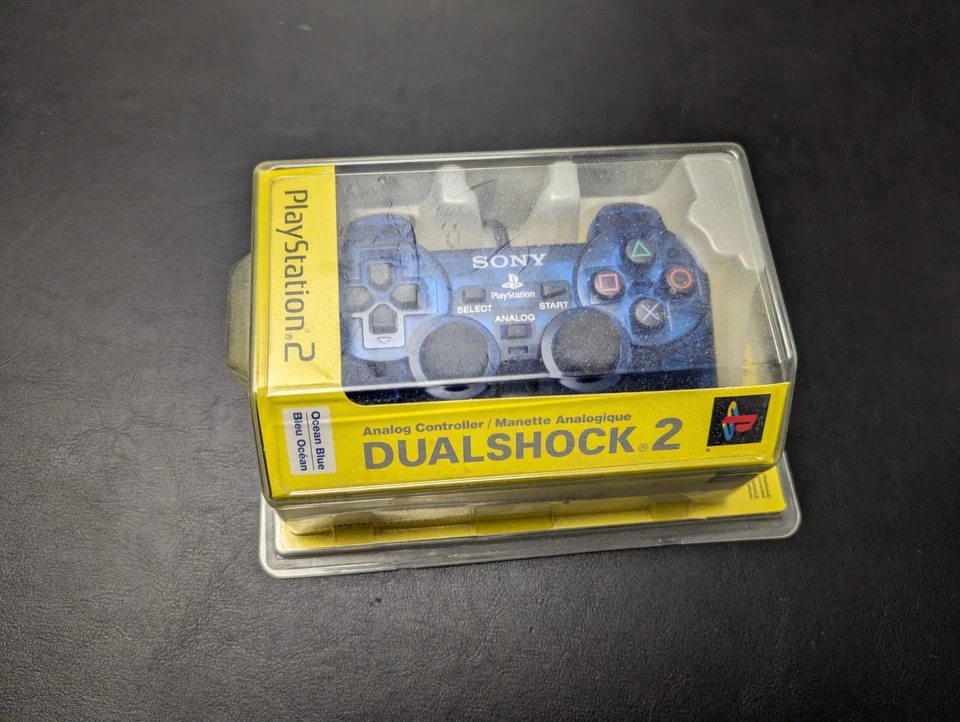 PlayStation®2
SONY
PlayStation
SELECT
START
ANALOG
Analog Controller / Manette Analogique
DUALSHOCK®2
Ocean Blue
Bleu Océan